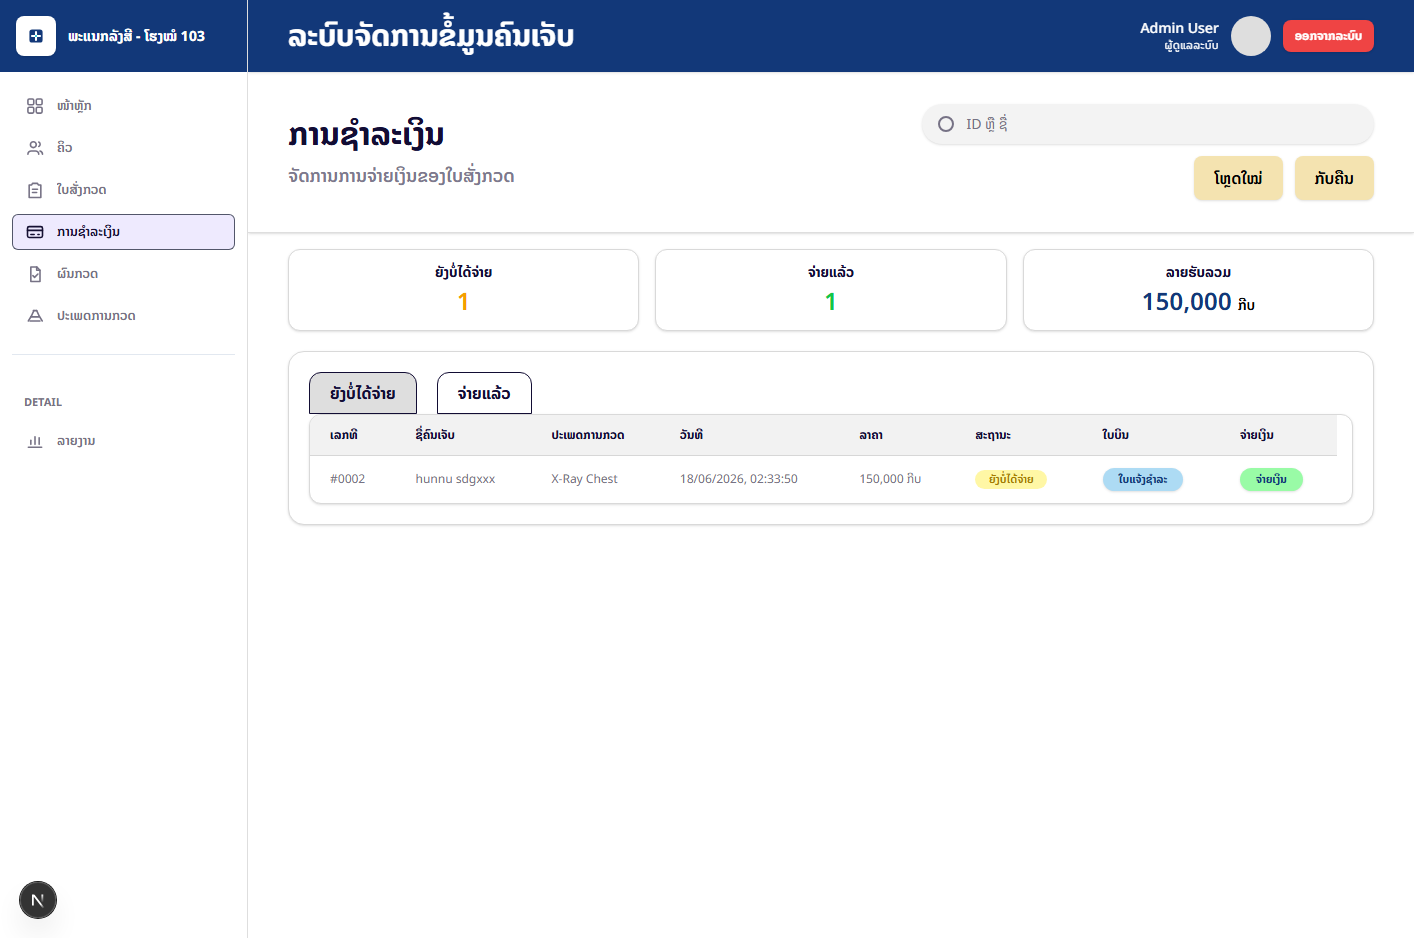 ພະແນກລັງສີ - ໂຮງໝໍ 103
ລະບົບຈັດການຂໍ້ມູນຄົນເຈັບ
Admin User
ຜູ້ດູແລລະບົບ
ອອກຈາກລະບົບ
ໜ້າຫຼັກ
ຄິວ
ໃບສັ່ງກວດ
ການຊຳລະເງິນ
ຜົນກວດ
ປະເພດການກວດ
DETAIL
ລາຍງານ
N
ການຊຳລະເງິນ
ຈັດການການຈ່າຍເງິນຂອງໃບສັ່ງກວດ
ID ຫຼື ຊື່
ໂຫຼດໃໝ່
ກັບຄືນ
ຍັງບໍ່ໄດ້ຈ່າຍ
1
ຈ່າຍແລ້ວ
1
ລາຍຮັບລວມ
150,000 ກີບ
ຍັງບໍ່ໄດ້ຈ່າຍ ຈ່າຍແລ້ວ
ເລກທີ ຊື່ຄົນເຈັບ ປະເພດການກວດ ວັນທີ ລາຄາ ສະຖານະ ໃບບິນ ຈ່າຍເງິນ
#0002 hunnu sdgxxx X-Ray Chest 18/06/2026, 02:33:50 150,000 ກີບ ຍັງບໍ່ໄດ້ຈ່າຍ ໃບແຈ້ງຊຳລະ ຈ່າຍເງິນ